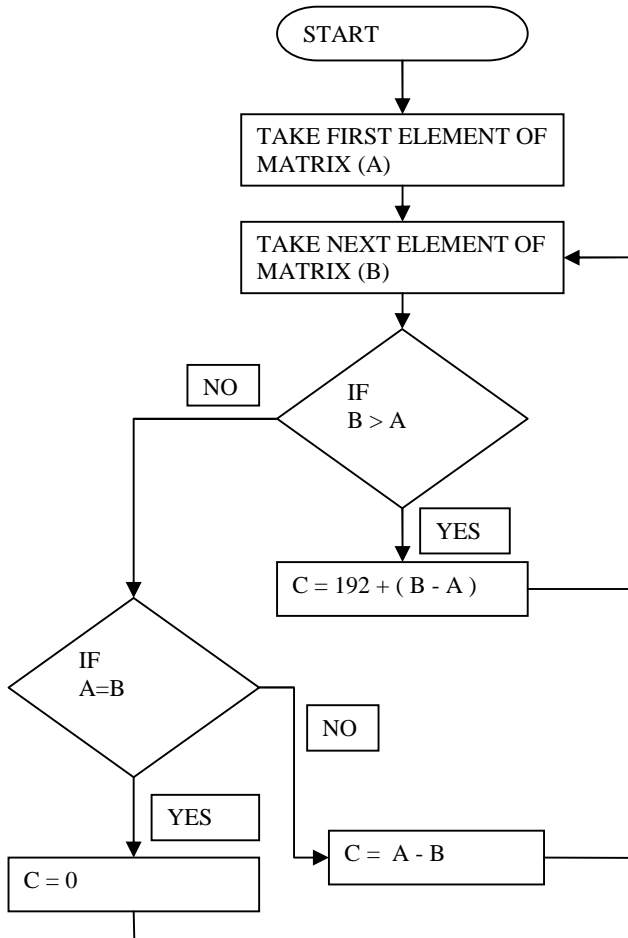 START
TAKE FIRST ELEMENT OF
MATRIX (A)
TAKE NEXT ELEMENT OF
MATRIX (B)
NO
IF
B > A
YES
C = 192 + ( B - A )
IF
A=B
NO
YES
C = A - B
C = 0